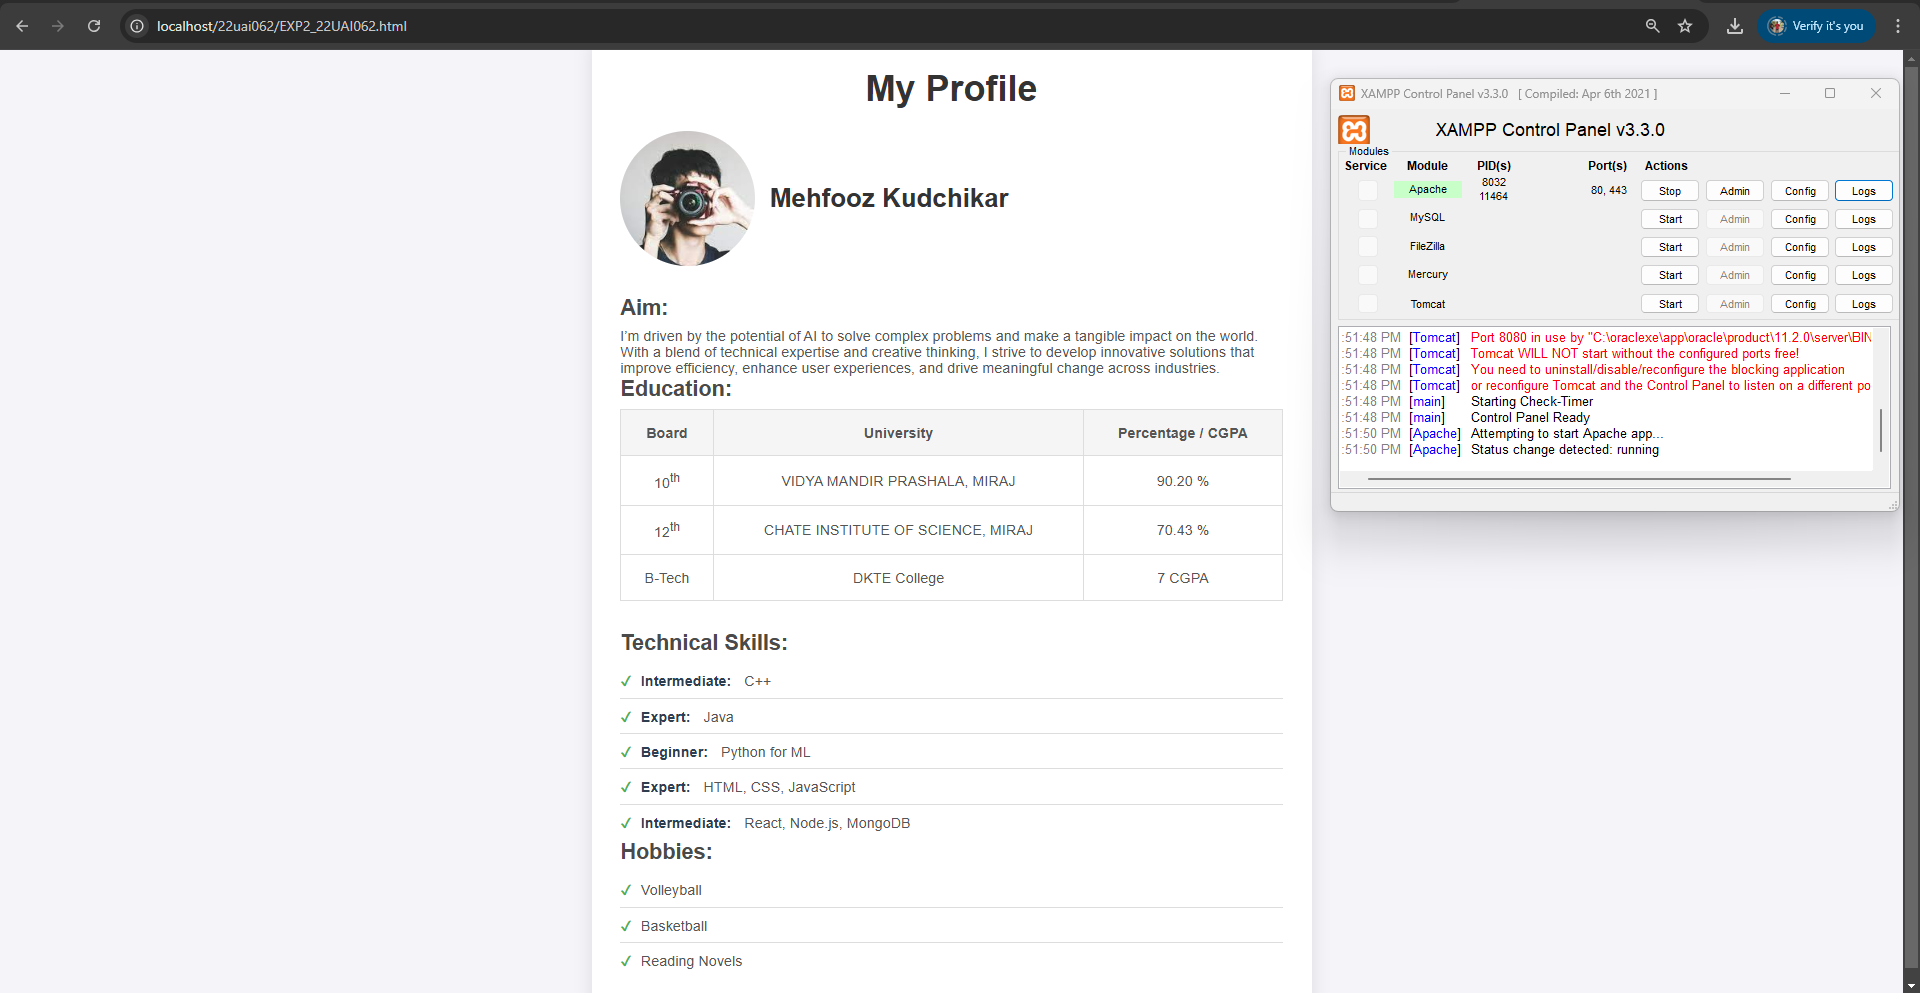 localhost/22uai062/EXP2_22UAI062.html
Verify it's you
My Profile
Mehfooz Kudchikar
Aim:
I'm driven by the potential of AI to solve complex problems and make a tangible impact on the world.
With a blend of technical expertise and creative thinking, I strive to develop innovative solutions that
improve efficiency, enhance user experiences, and drive meaningful change across industries.
Education:
Board University Percentage / CGPA
10th VIDYA MANDIR PRASHALA, MIRAJ 90.20 %
12th CHATE INSTITUTE OF SCIENCE, MIRAJ 70.43 %
B-Tech DKTE College 7 CGPA
Technical Skills:
✓ Intermediate: C++
✓ Expert: Java
✓ Beginner: Python for ML
✓ Expert: HTML, CSS, JavaScript
✓ Intermediate: React, Node.js, MongoDB
Hobbies:
✓ Volleyball
✓ Basketball
✓ Reading Novels
XAMPP Control Panel v3.3.0 [ Compiled: Apr 6th 2021 ]
XAMPP Control Panel v3.3.0
Modules
Service Module PID(s) Port(s) Actions
Apache 8032 11464 80, 443 Stop Admin Config Logs
MySQL Start Admin Config Logs
FileZilla Start Admin Config Logs
Mercury Start Admin Config Logs
Tomcat Start Admin Config Logs
:51:48 PM [Tomcat] Port 8080 in use by "C:\oraclexe\app\oracle\product\11.2.0\server\BIN
:51:48 PM [Tomcat] Tomcat WILL NOT start without the configured ports free!
:51:48 PM [Tomcat] You need to uninstall/disable/reconfigure the blocking application
:51:48 PM [Tomcat] or reconfigure Tomcat and the Control Panel to listen on a different po
:51:48 PM [main] Starting Check-Timer
:51:48 PM [main] Control Panel Ready
:51:50 PM [Apache] Attempting to start Apache app...
:51:50 PM [Apache] Status change detected: running